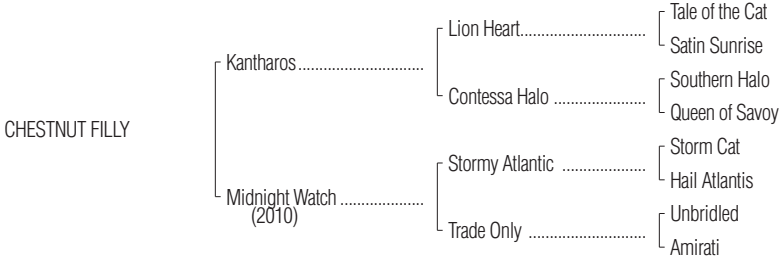 Tale of the Cat
Lion Heart..............................
Satin Sunrise
Kantharos..............................
Southern Halo
Contessa Halo ......................
Queen of Savoy
CHESTNUT FILLY
Storm Cat
Stormy Atlantic ....................
Hail Atlantis
Midnight Watch ....................
(2010)
Unbridled
Trade Only ............................
Amirati